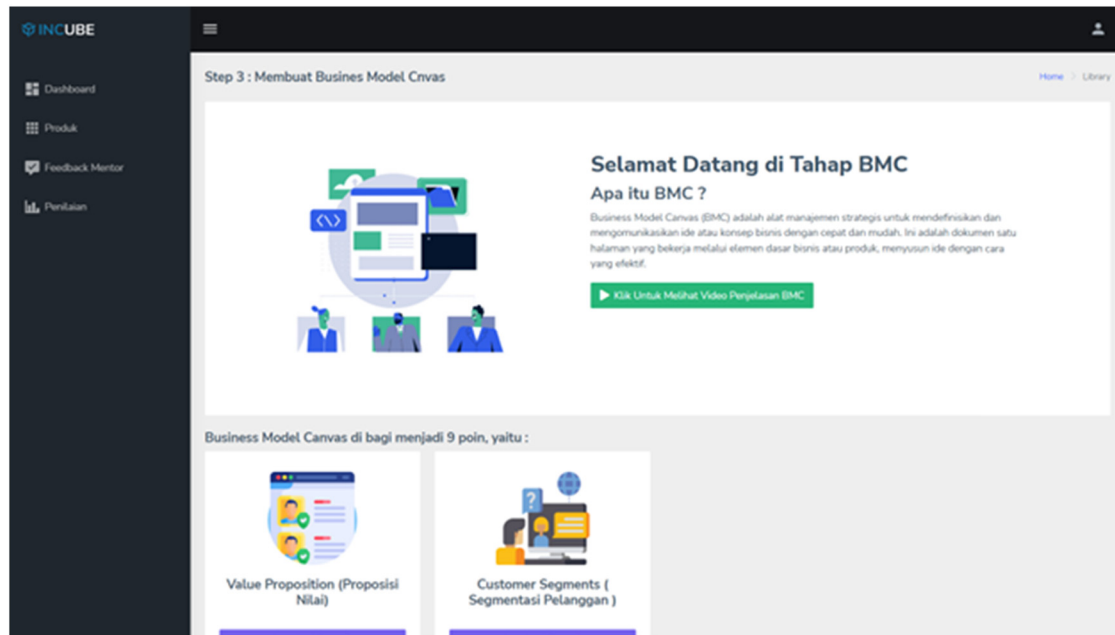 INCUBE
Dashboard
Produk
Feedback Mentor
Penilaian
Step 3 : Membuat Busines Model Cnvas
Home > Library
Selamat Datang di Tahap BMC
Apa itu BMC ?
Business Model Canvas (BMC) adalah alat manajemen strategis untuk mendefinisikan dan
mengomunikasikan ide atau konsep bisnis dengan cepat dan mudah. Ini adalah dokumen satu
halaman yang bekerja melalui elemen dasar bisnis atau produk, menyusun ide dengan cara
yang efektif.
Klik Untuk Melihat Video Penjelasan BMC
Business Model Canvas di bagi menjadi 9 poin, yaitu :
Value Proposition (Proposisi
Nilai)
Customer Segments (
Segmentasi Pelanggan )